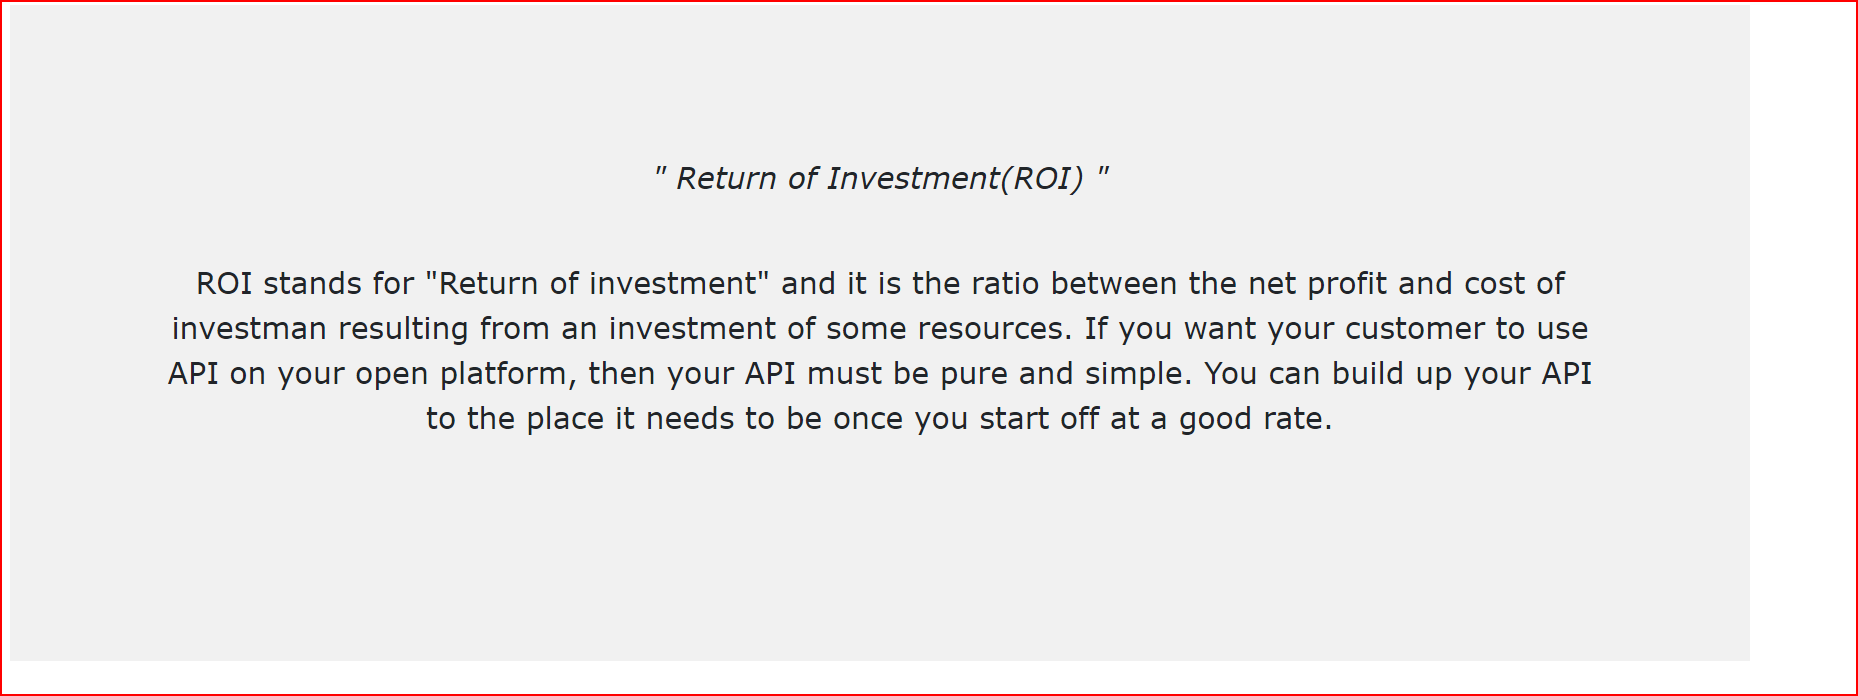 " Return of Investment(ROI) "
ROI stands for "Return of investment" and it is the ratio between the net profit and cost of
investman resulting from an investment of some resources. If you want your customer to use
API on your open platform, then your API must be pure and simple. You can build up your API
to the place it needs to be once you start off at a good rate.